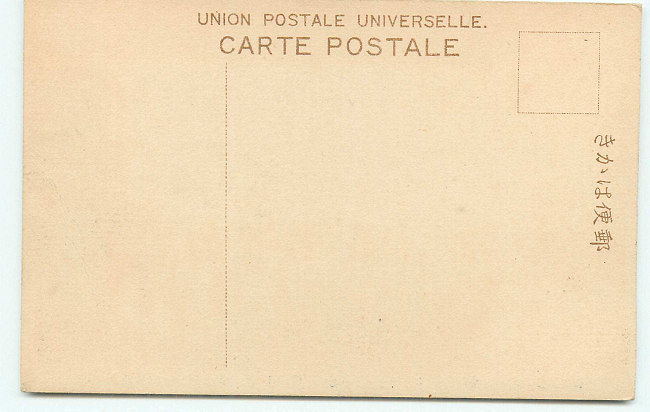 UNION POSTALE UNIVERSELLE.
CARTE POSTALE
郵便はかき